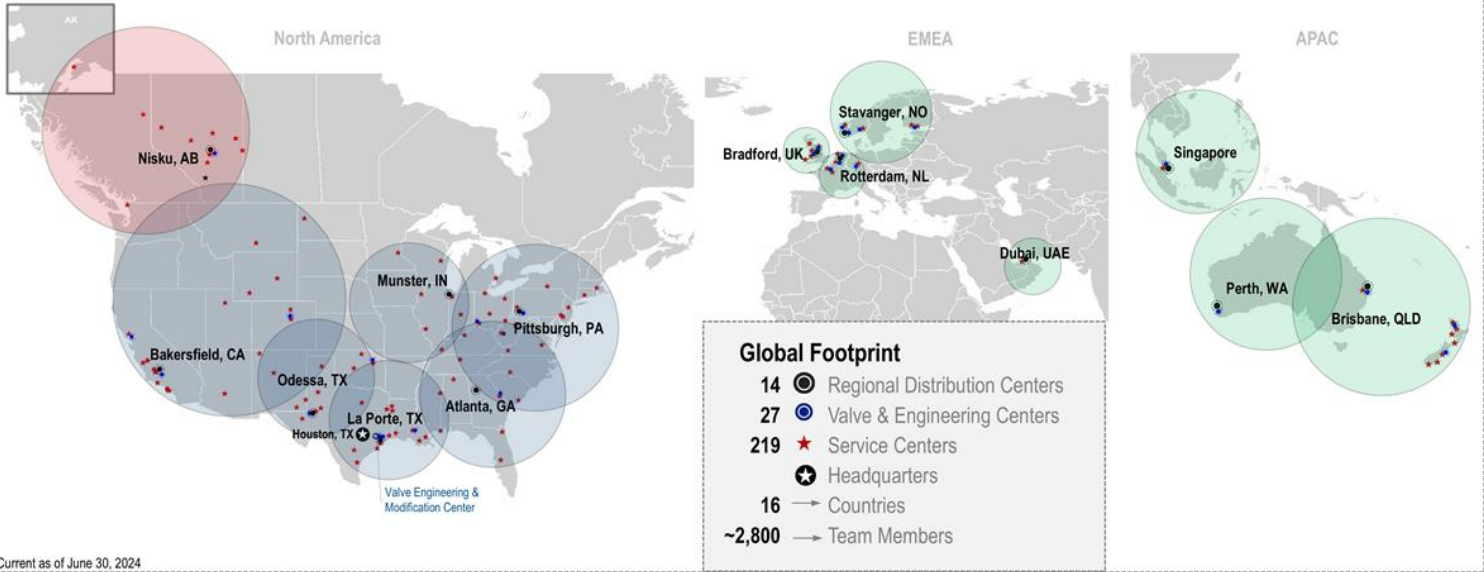 AK
North America
EMEA
APAC
Nisku, AB
Bakersfield, CA
Munster, IN
Pittsburgh, PA
Odessa, TX
La Porte, TX
Houston, TX
Atlanta, GA
Valve Engineering &
Modification Center
Stavanger, NO
Bradford, UK
Rotterdam, NL
Dubai, UAE
Singapore
Perth, WA
Brisbane, QLD
Global Footprint
14 Regional Distribution Centers
27 Valve & Engineering Centers
219 Service Centers
Headquarters
16 Countries
~2,800 Team Members
Current as of June 30, 2024